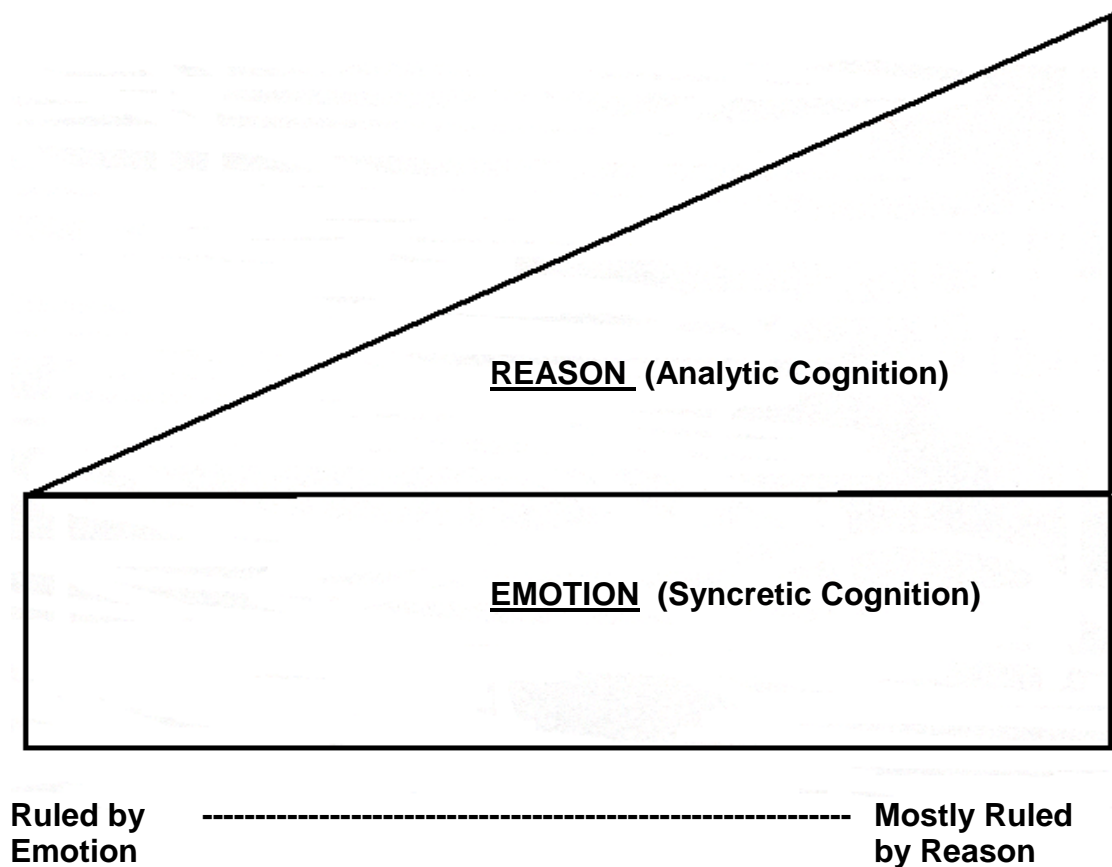 REASON (Analytic Cognition)
EMOTION (Syncretic Cognition)
Ruled by Emotion
------------------------------------------------------------- Mostly Ruled by Reason